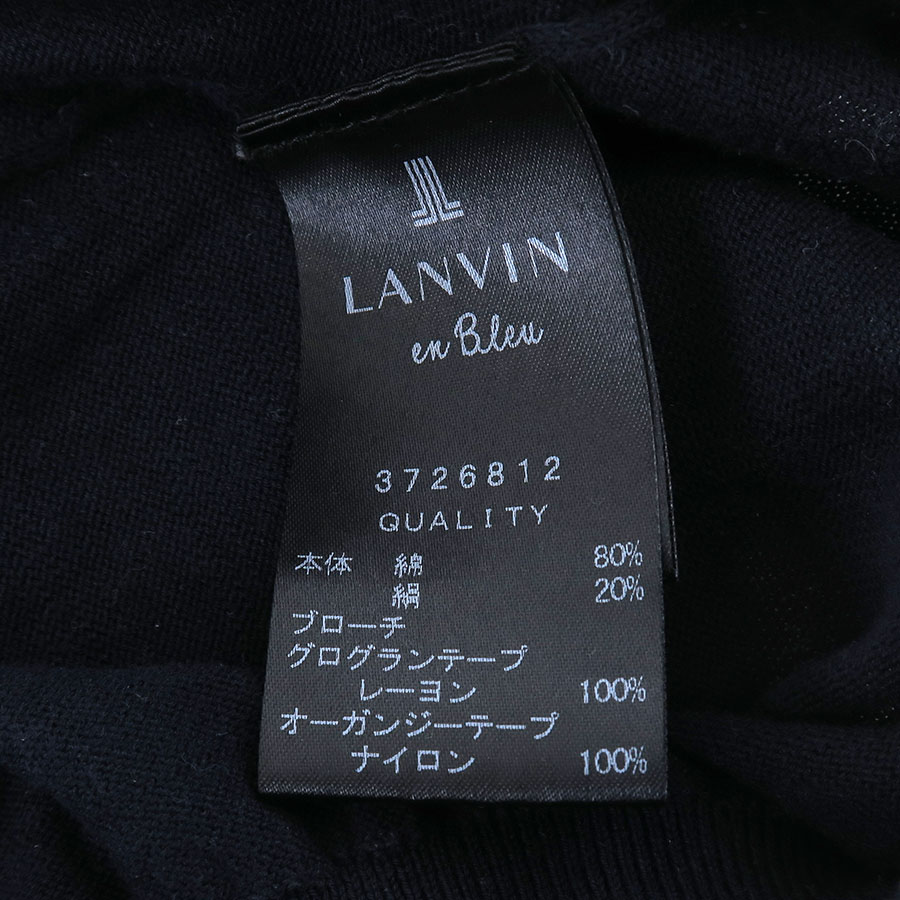 LANVIN
en Bleu
3726812
QUALITY
本体 綿 80%
絹 20%
ブローチ
グログランテープ
レーヨン 100%
オーガンジーテープ
ナイロン 100%